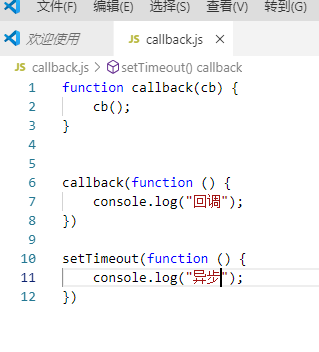 文件(F) 编辑(E) 选择(S) 查看(V) 转到(G)
欢迎使用 JS callback.js ×
JS callback.js > setTimeout() callback
1 function callback(cb) {
2 cb();
3 }
4
5
6 callback(function () {
7 console.log("回调");
8 })
9
10 setTimeout(function () {
11 console.log("异步");
12 })